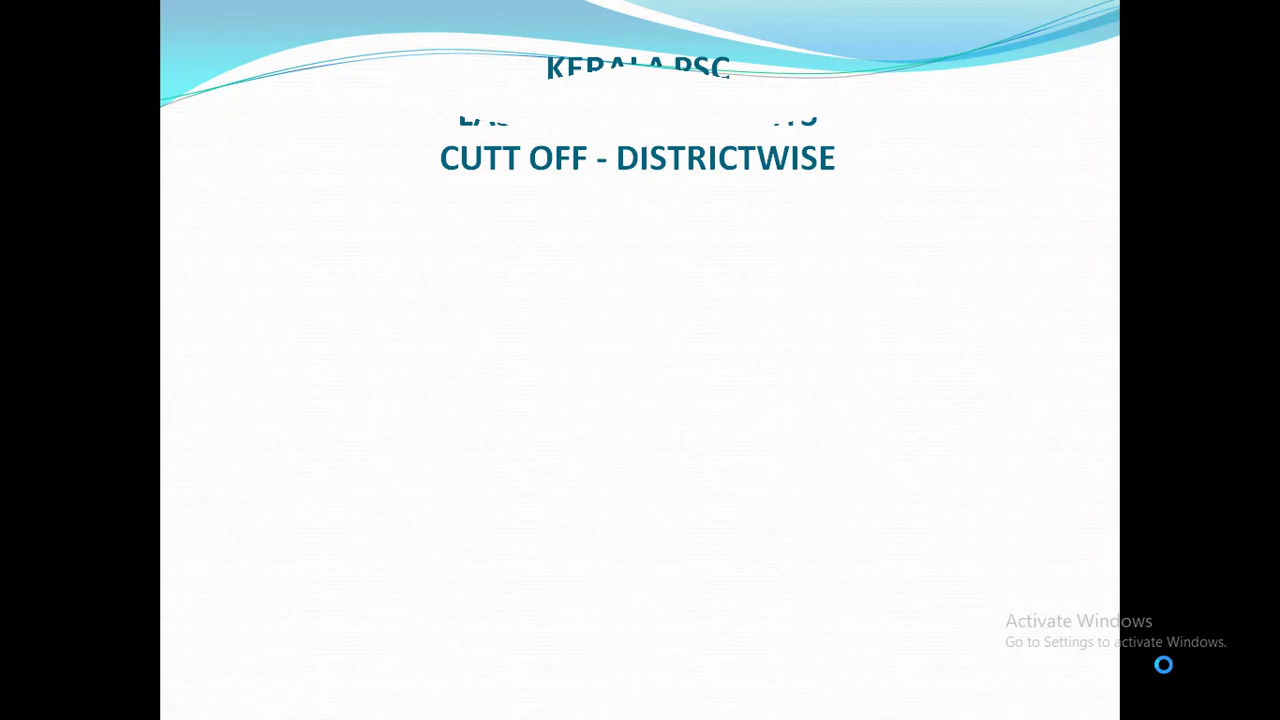 KERALA PSC
CUTT OFF - DISTRICTWISE
Activate Windows
Go to Settings to activate Windows.